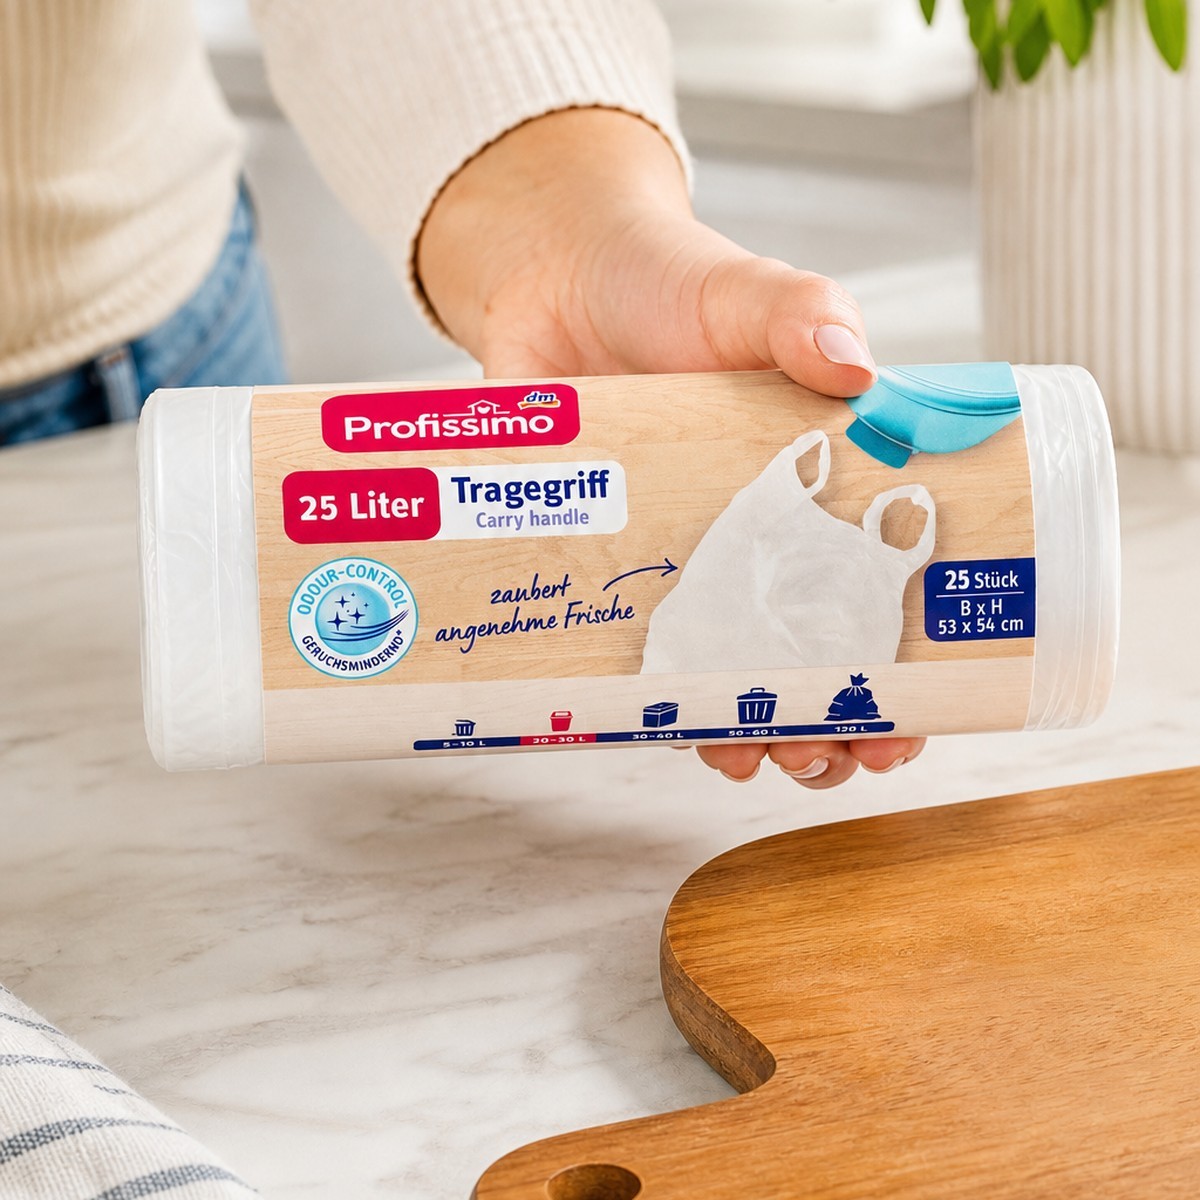 dm
Profissimo
25 Liter
Tragegriff
Carry handle
ODOUR-CONTROL
GERUCHSMINDERND*
zaubert
angenehme Frische
25 Stück
B x H
53 x 54 cm
5-10 L
20-30 L
30-40 L
50-60 L
120 L